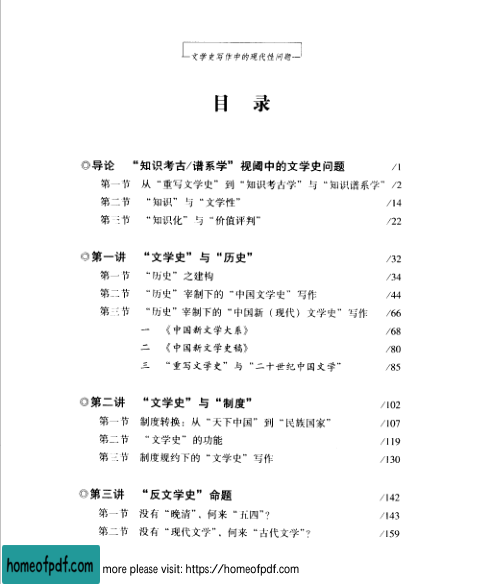 文学史写作中的现代性问题
目 录
◎导论 “知识考古/谱系学”视阈中的文学史问题 /1
第一节 从“重写文学史”到“知识考古学”与“知识谱系学” /2
第二节 “知识”与“文学性” /14
第三节 “知识化”与“价值评判” /22
◎第一讲 “文学史”与“历史” /32
第一节 “历史”之建构 /34
第二节 “历史”宰制下的“中国文学史”写作 /44
第三节 “历史”宰制下的“中国新（现代）文学史”写作 /66
一 《中国新文学大系》 /68
二 《中国新文学史稿》 /80
三 “重写文学史”与“二十世纪中国文学” /85
◎第二讲 “文学史”与“制度” /102
第一节 制度转换：从“天下中国”到“民族国家” /107
第二节 “文学史”的功能 /119
第三节 制度规约下的“文学史”写作 /130
◎第三讲 “反文学史”命题 /142
第一节 没有“晚清”，何来“五四”？ /143
第二节 没有“现代文学”，何来“古代文学”？ /159
homeofpdf.com more please visit: https://homeofpdf.com